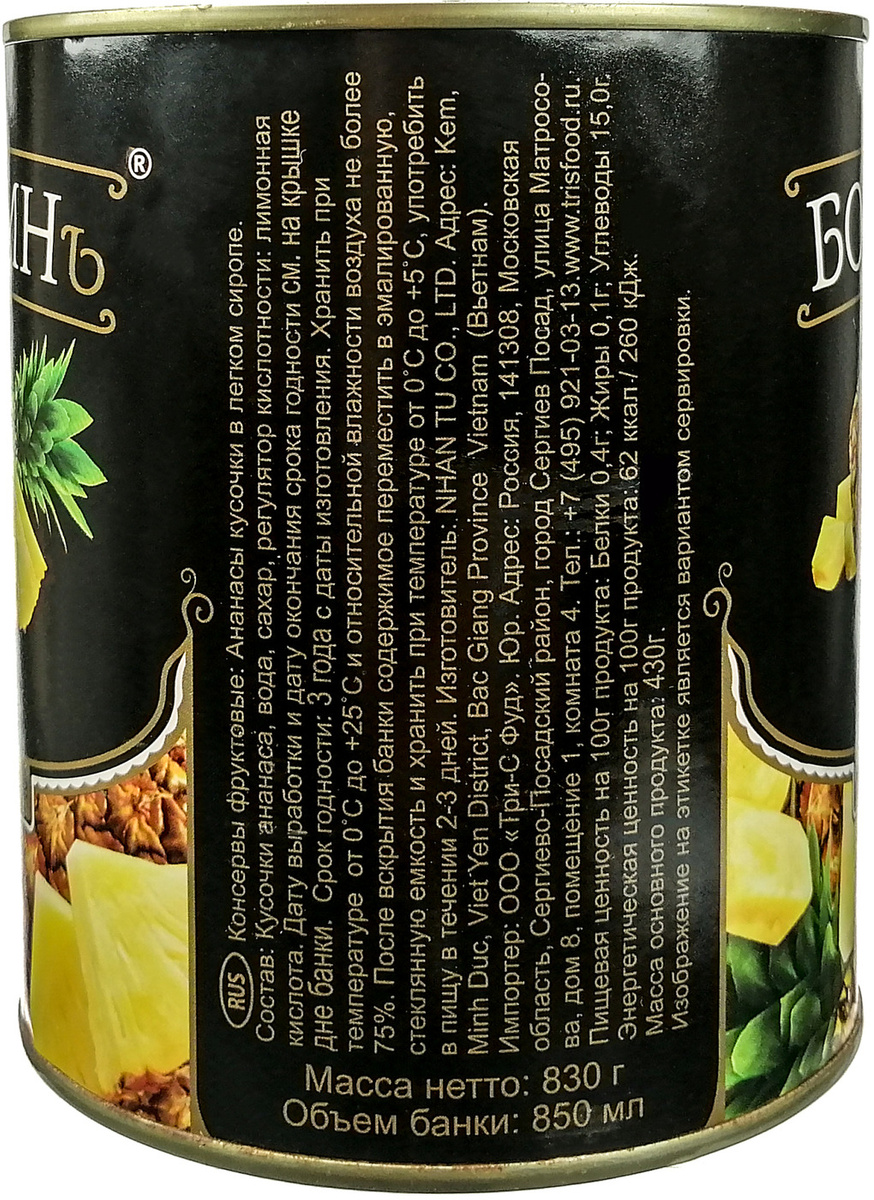 ИНЪ ®
БО
RUS Консервы фруктовые: Ананасы кусочки в легком сиропе.
Состав: Кусочки ананаса, вода, сахар, регулятор кислотности: лимонная
кислота. Дату выработки и дату окончания срока годности см. на крышке
дне банки. Срок годности: 3 года с даты изготовления. Хранить при
температуре от 0˚С до +25˚С и относительной влажности воздуха не более
75%. После вскрытия банки содержимое переместить в эмалированную,
стеклянную емкость и хранить при температуре от 0˚С до +5˚С, употребить
в пищу в течении 2-3 дней. Изготовитель: NHAN TU CO., LTD. Адрес: Kem,
Minh Duc, Viet Yen District, Bac Giang Province Vietnam (Вьетнам).
Импортер: ООО «Три-С Фуд». Юр. Адрес: Россия, 141308, Московская
область, Сергиево-Посадский район, город Сергиев Посад, улица Матросо-
ва, дом 8, помещение 1, комната 4. Тел.: +7 (495) 921-03-13.www.trisfood.ru.
Пищевая ценность на 100г продукта: Белки 0,4г; Жиры 0,1г; Углеводы 15,0г.
Энергетическая ценность на 100г продукта: 62 ккал / 260 кДж.
Масса основного продукта: 430г.
Изображение на этикетке является вариантом сервировки.
Масса нетто: 830 г
Объем банки: 850 мл